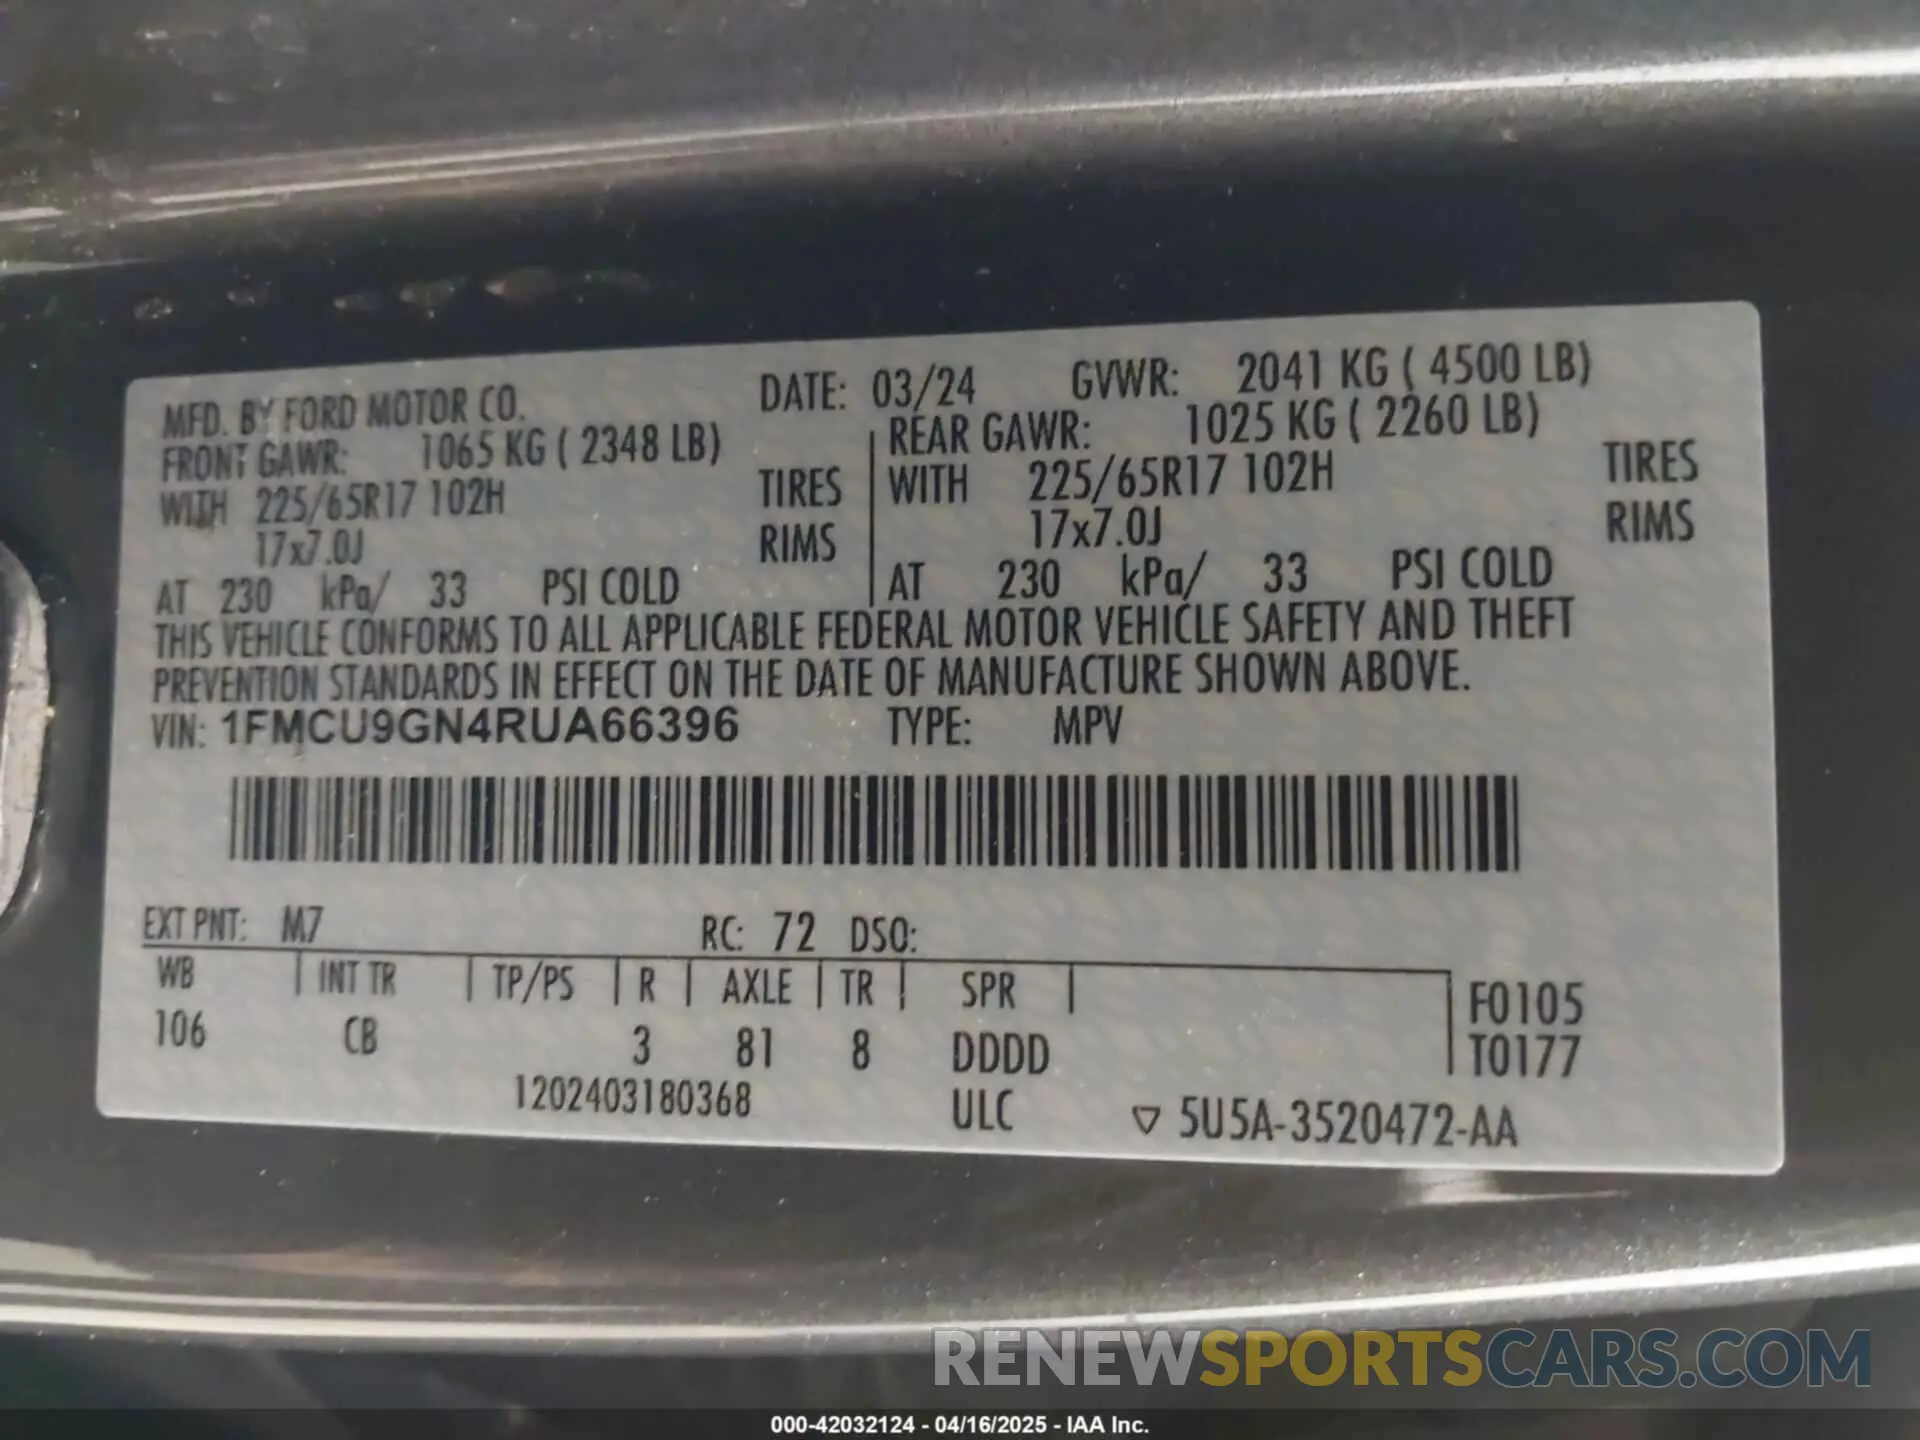 MFD. BY FORD MOTOR CO. DATE: 03/24 GVWR: 2041 KG ( 4500 LB)
FRONT GAWR: 1065 KG ( 2348 LB) REAR GAWR: 1025 KG ( 2260 LB)
WITH 225/65R17 102H TIRES WITH 225/65R17 102H TIRES
17x7.0J RIMS 17x7.0J RIMS
AT 230 kPa/ 33 PSI COLD AT 230 kPa/ 33 PSI COLD
THIS VEHICLE CONFORMS TO ALL APPLICABLE FEDERAL MOTOR VEHICLE SAFETY AND THEFT
PREVENTION STANDARDS IN EFFECT ON THE DATE OF MANUFACTURE SHOWN ABOVE.
VIN: 1FMCU9GN4RUA66396 TYPE: MPV
EXT PNT: M7 RC: 72 DSO:
WB INT TR TP/PS R AXLE TR SPR F0105
106 CB 3 81 8 DDDD T0177
1202403180368 ULC ▽ 5U5A-3520472-AA
RENEWSPORTSCARS.COM
000-42032124 - 04/16/2025 - IAA Inc.